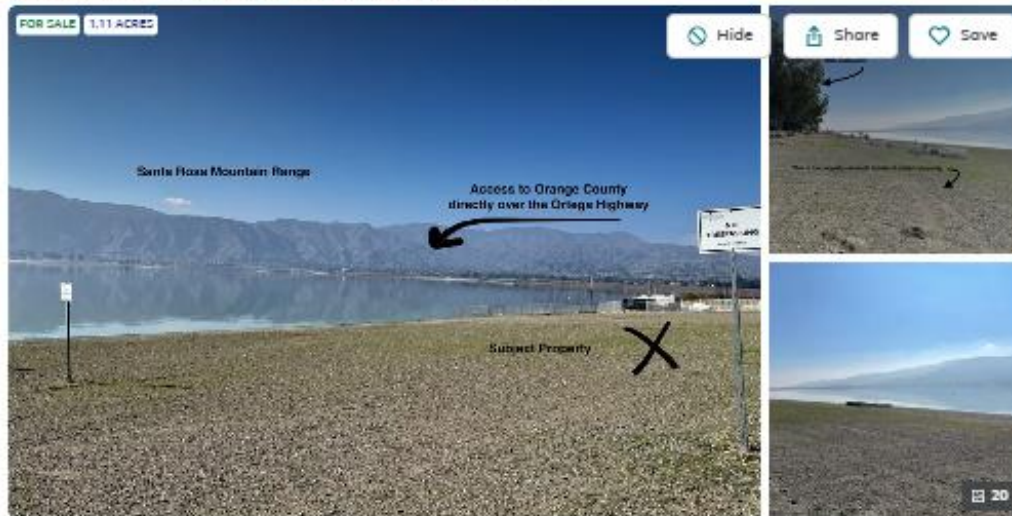 FOR SALE
1.11 ACRES
Hide
Share
Save
Santa Rosa Mountain Range
Access to Orange County
directly over the Ortega Highway
Subject Property
20